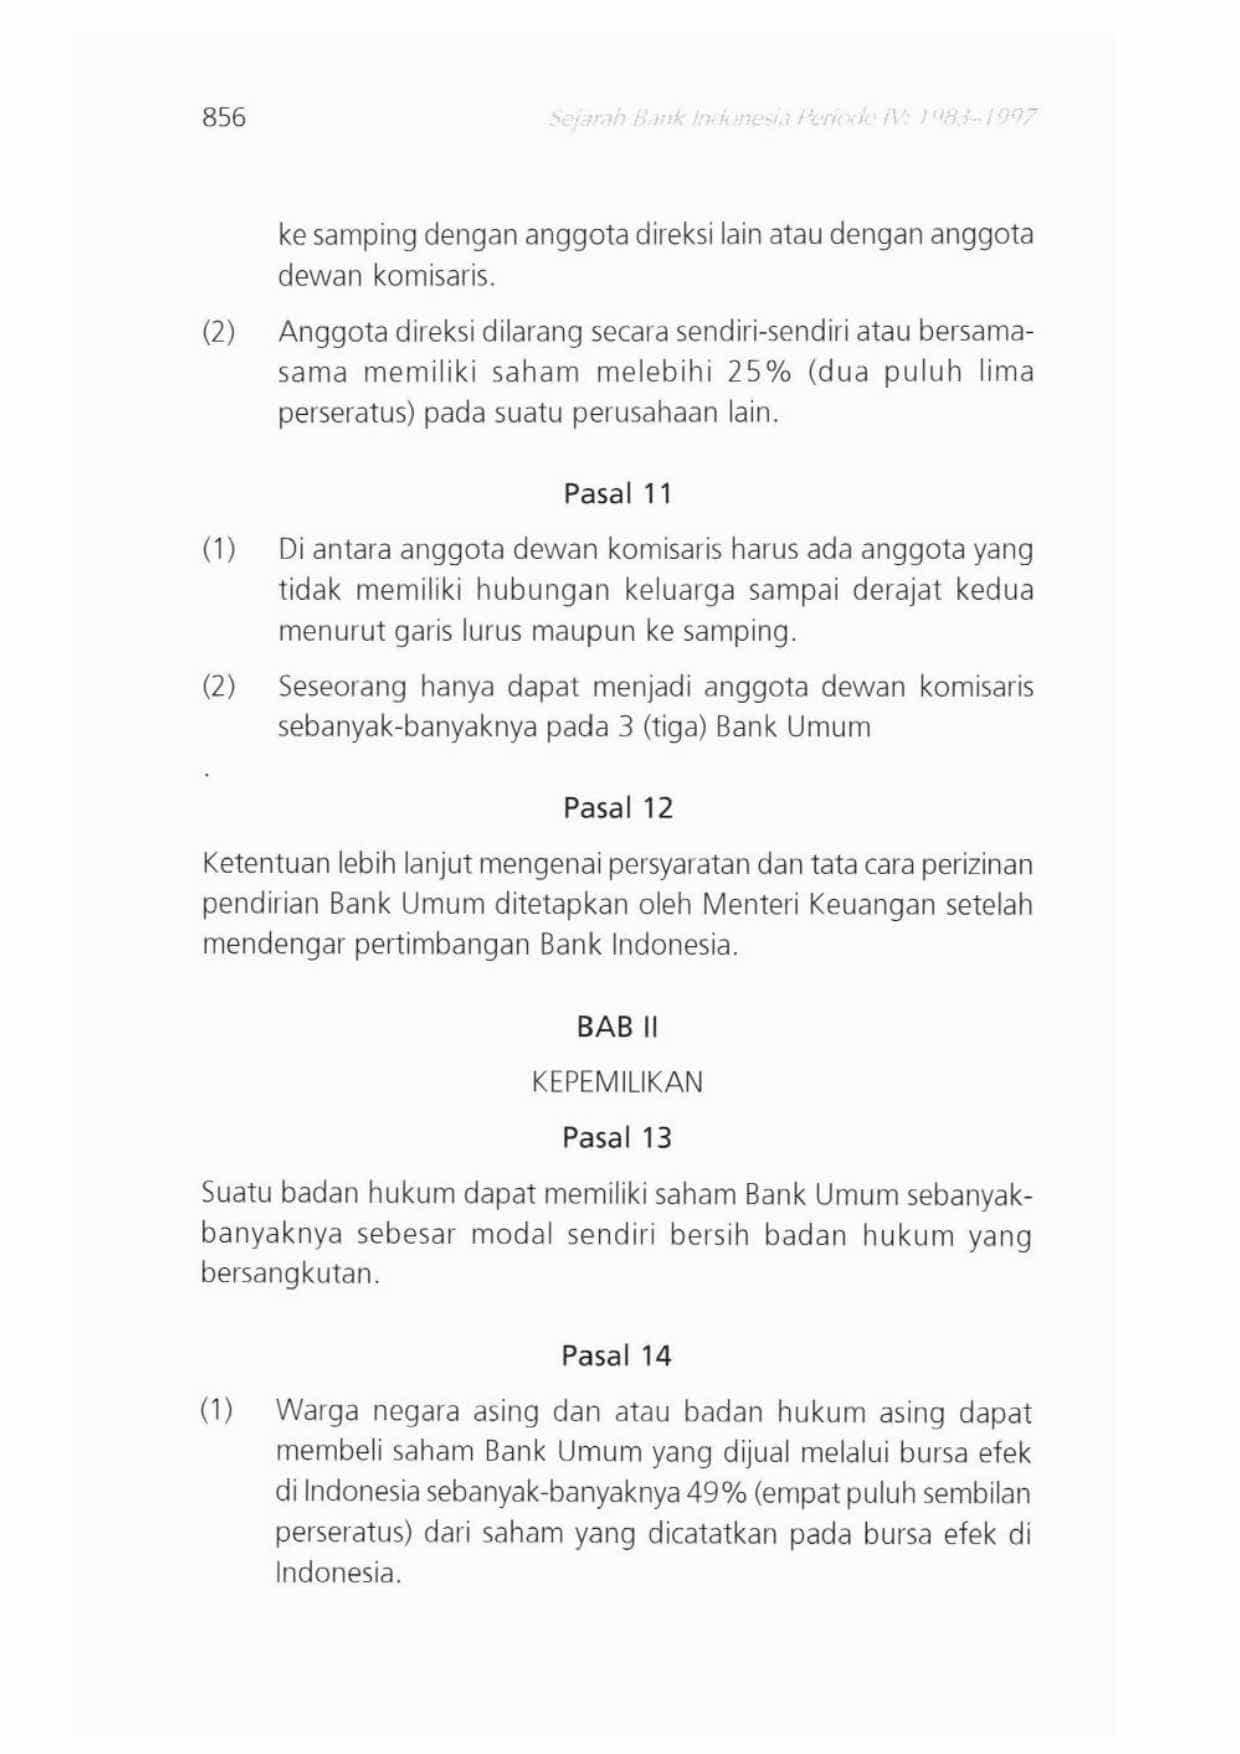 856
Sejarah Bank Indonesia Periode IV: 1983–1997
ke samping dengan anggota direksi lain atau dengan anggota
dewan komisaris.
(2) Anggota direksi dilarang secara sendiri-sendiri atau bersama-
sama memiliki saham melebihi 25% (dua puluh lima
perseratus) pada suatu perusahaan lain.
Pasal 11
(1) Di antara anggota dewan komisaris harus ada anggota yang
tidak memiliki hubungan keluarga sampai derajat kedua
menurut garis lurus maupun ke samping.
(2) Seseorang hanya dapat menjadi anggota dewan komisaris
sebanyak-banyaknya pada 3 (tiga) Bank Umum
.
Pasal 12
Ketentuan lebih lanjut mengenai persyaratan dan tata cara perizinan
pendirian Bank Umum ditetapkan oleh Menteri Keuangan setelah
mendengar pertimbangan Bank Indonesia.
BAB II
KEPEMILIKAN
Pasal 13
Suatu badan hukum dapat memiliki saham Bank Umum sebanyak-
banyaknya sebesar modal sendiri bersih badan hukum yang
bersangkutan.
Pasal 14
(1) Warga negara asing dan atau badan hukum asing dapat
membeli saham Bank Umum yang dijual melalui bursa efek
di Indonesia sebanyak-banyaknya 49% (empat puluh sembilan
perseratus) dari saham yang dicatatkan pada bursa efek di
Indonesia.